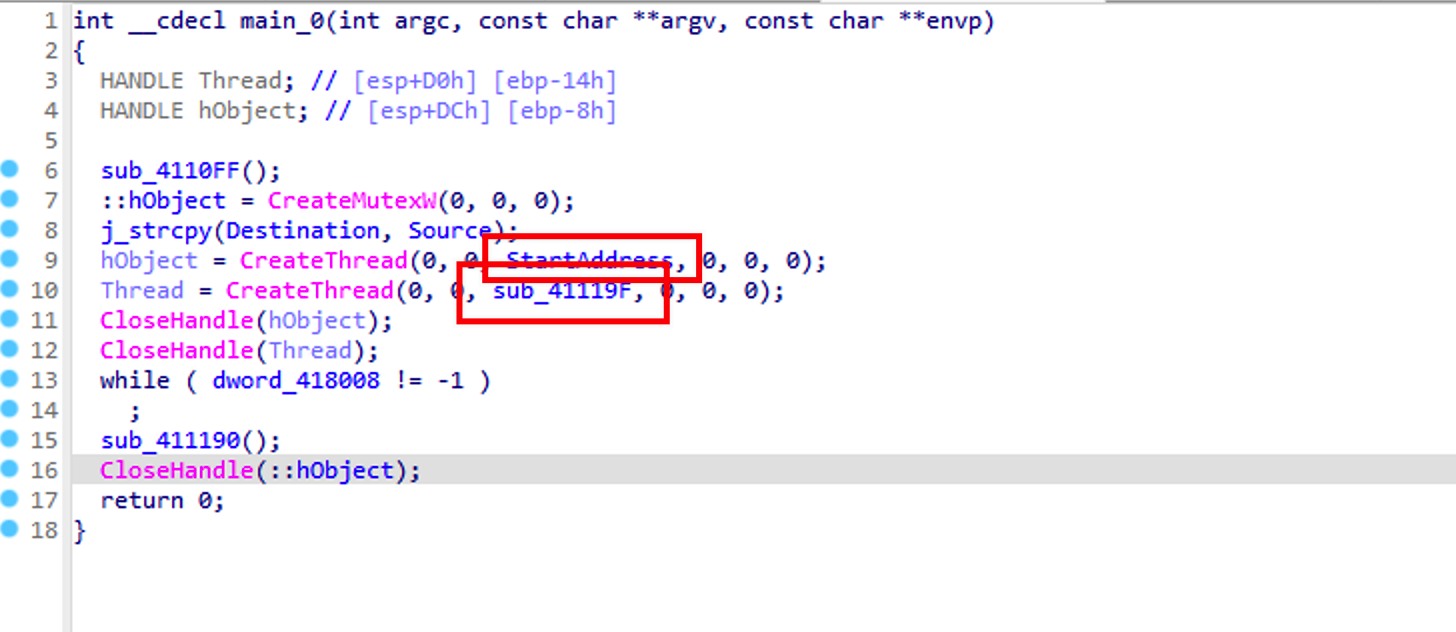 1 int __cdecl main_0(int argc, const char **argv, const char **envp)
2 {
3 HANDLE Thread; // [esp+D0h] [ebp-14h]
4 HANDLE hObject; // [esp+DCh] [ebp-8h]
5
6 sub_4110FF();
7 ::hObject = CreateMutexW(0, 0, 0);
8 j_strcpy(Destination, Source);
9 hObject = CreateThread(0, 0, StartAddress, 0, 0, 0);
10 Thread = CreateThread(0, 0, sub_41119F, 0, 0, 0);
11 CloseHandle(hObject);
12 CloseHandle(Thread);
13 while ( dword_418008 != -1 )
14 ;
15 sub_411190();
16 CloseHandle(::hObject);
17 return 0;
18 }